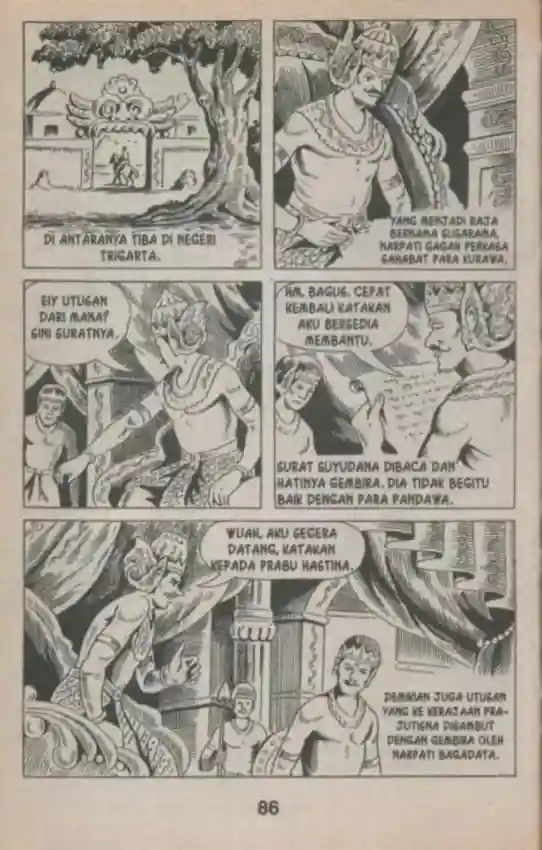 DI ANTARANYA TIBA DI NEGERI
TRIGARTA.
YANG MENJADI RAJA
BERNAMA SUSARAMA,
NARPATI GAGAH PERKASA
SAHABAT PARA KURAWA.
EIY UTUSAN
DARI MANA?
SINI SURATNYA.
HM, BAGUS. CEPAT
KEMBALI KATAKAN
AKU BERSEDIA
MEMBANTU.
SURAT SUYUDANA DIBACA DAN
HATINYA GEMBIRA. DIA TIDAK BEGITU
BAIK DENGAN PARA PANDAWA.
WUAH, AKU SEGERA
DATANG, KATAKAN
KEPADA PRABU HASTINA.
DEMIKIAN JUGA UTUSAN
YANG KE KERAJAAN PRA-
JUTISNA DISAMBUT
DENGAN GEMBIRA OLEH
NARPATI BAGADATA.
86